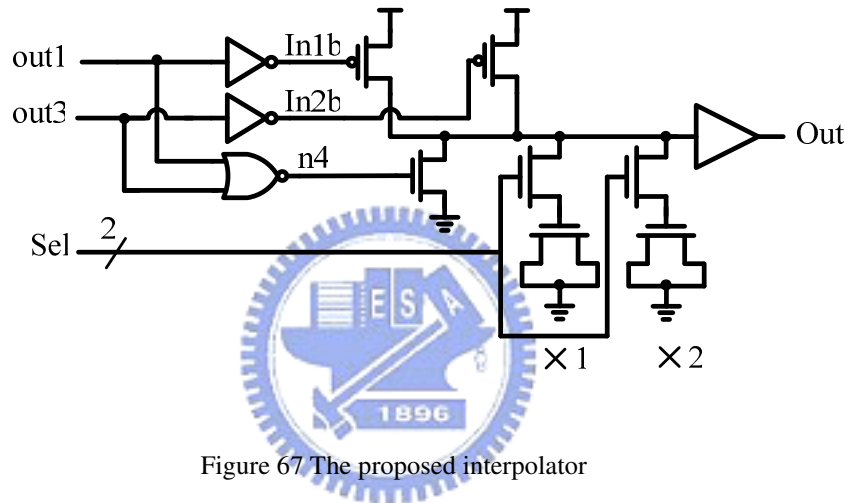 out1
In1b
out3
In2b
n4
Out
2
Sel
×1
×2
E S A
1896
Figure 67 The proposed interpolator